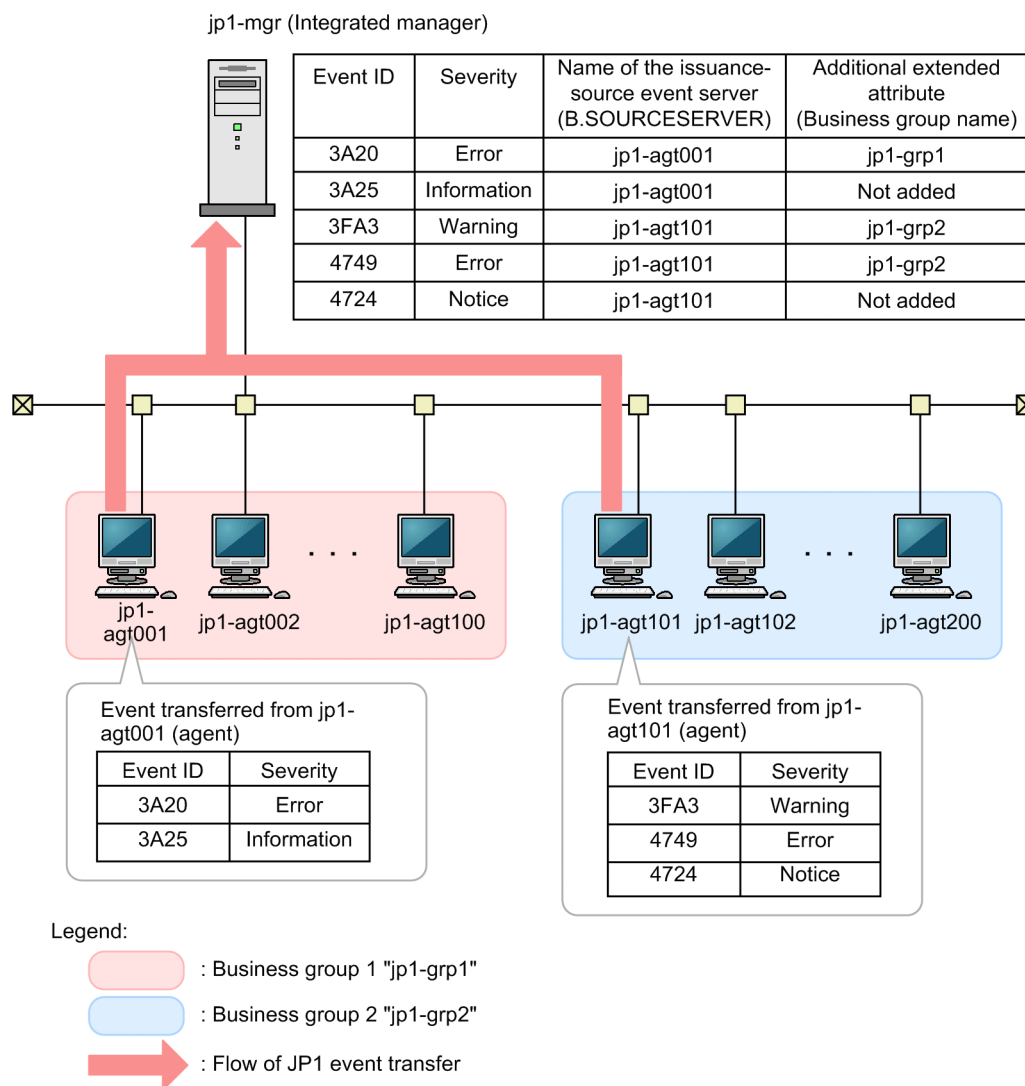 jp1-mgr (Integrated manager)
Event ID Severity Name of the issuance-source event server (B.SOURCESERVER) Additional extended attribute (Business group name)
3A20 Error jp1-agt001 jp1-grp1
3A25 Information jp1-agt001 Not added
3FA3 Warning jp1-agt101 jp1-grp2
4749 Error jp1-agt101 jp1-grp2
4724 Notice jp1-agt101 Not added
. . .
. . .
jp1-
agt001
jp1-agt002
jp1-agt100
jp1-agt101
jp1-agt102
jp1-agt200
Event transferred from jp1-
agt001 (agent)
Event ID Severity
3A20 Error
3A25 Information
Event transferred from jp1-
agt101 (agent)
Event ID Severity
3FA3 Warning
4749 Error
4724 Notice
Legend:
: Business group 1 "jp1-grp1"
: Business group 2 "jp1-grp2"
: Flow of JP1 event transfer